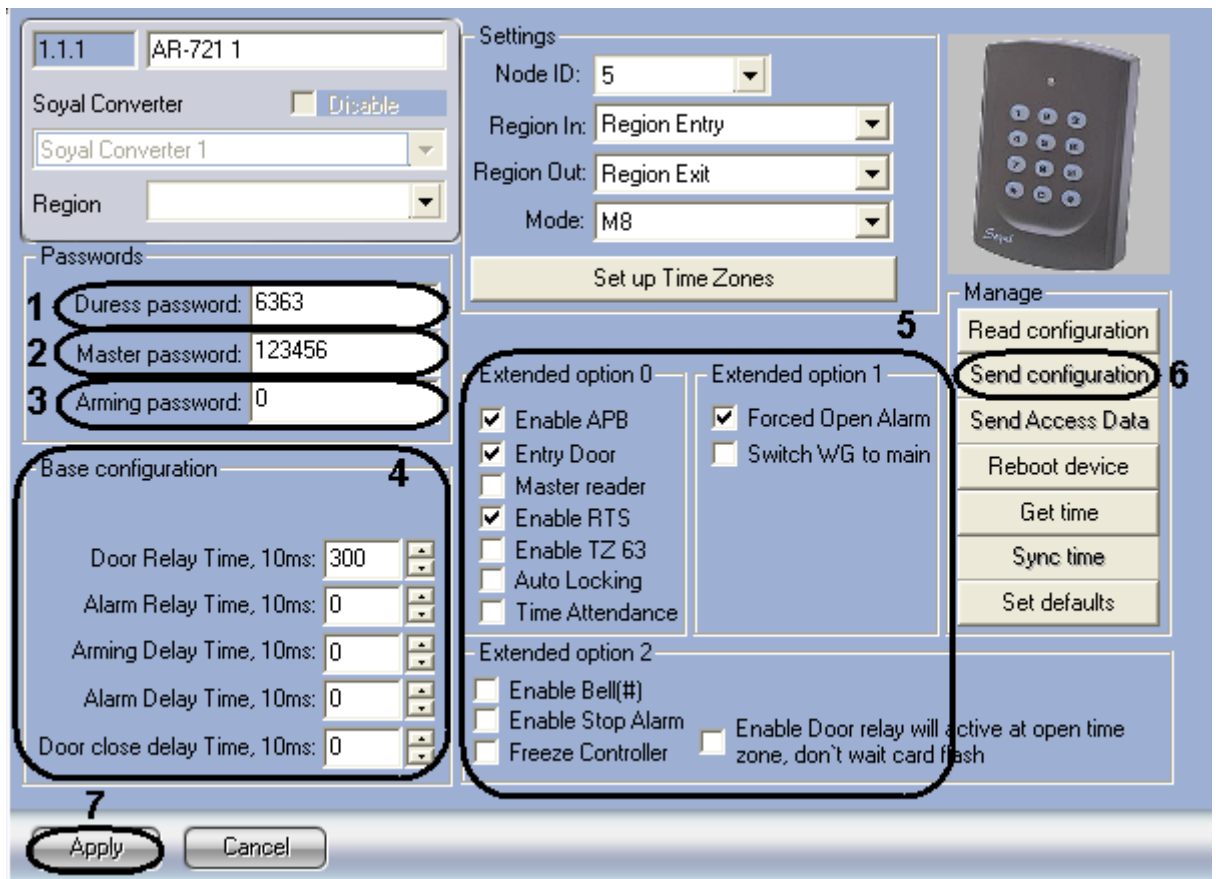 1.1.1
AR-721 1
Soyal Converter
Disable
Soyal Converter 1
Region
Settings
Node ID: 5
Region In: Region Entry
Region Out: Region Exit
Mode: M8
Set up Time Zones
Passwords
1 Duress password: 6363
2 Master password: 123456
3 Arming password: 0
Base configuration
4
Door Relay Time, 10ms: 300
Alarm Relay Time, 10ms: 0
Arming Delay Time, 10ms: 0
Alarm Delay Time, 10ms: 0
Door close delay Time, 10ms: 0
5
Extended option 0
Enable APB
Entry Door
Master reader
Enable RTS
Enable TZ 63
Auto Locking
Time Attendance
Extended option 1
Forced Open Alarm
Switch WG to main
Extended option 2
Enable Bell(#)
Enable Stop Alarm
Freeze Controller
Enable Door relay will active at open time
zone, don`t wait card flash
Soyal
Manage
Read configuration
Send configuration 6
Send Access Data
Reboot device
Get time
Sync time
Set defaults
7
Apply
Cancel